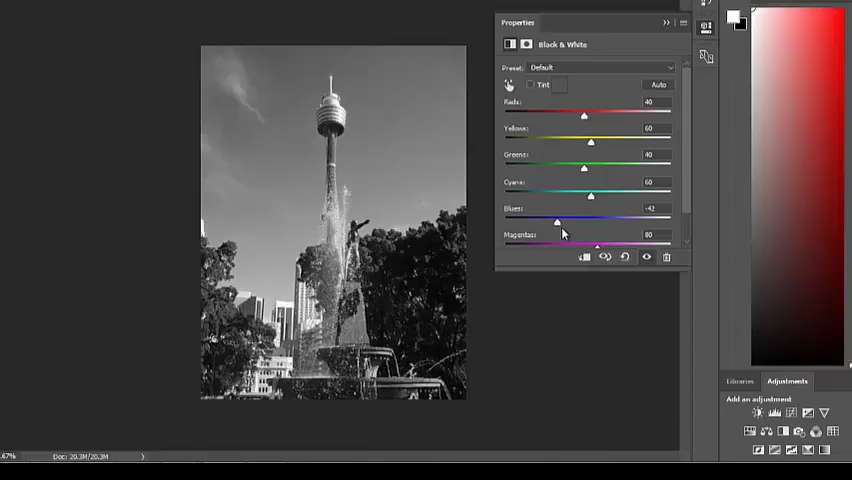 Properties
Black & White
Preset: Default
Tint
Auto
Reds: 40
Yellows: 60
Greens: 40
Cyans: 60
Blues: -42
Magentas: 80
Libraries Adjustments
Add an adjustment
.67% Doc: 20.3M/20.3M